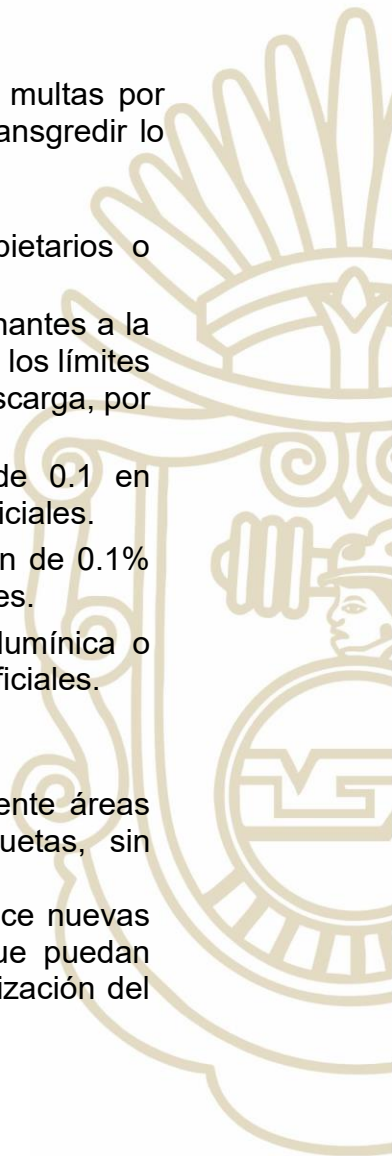 multas por
ansgredir lo
pietarios o
nantes a la
los límites
scarga, por
de 0.1 en
iciales.
n de 0.1%
es.
lumínica o
ficiales.
ente áreas
uetas, sin
ce nuevas
ue puedan
ización del